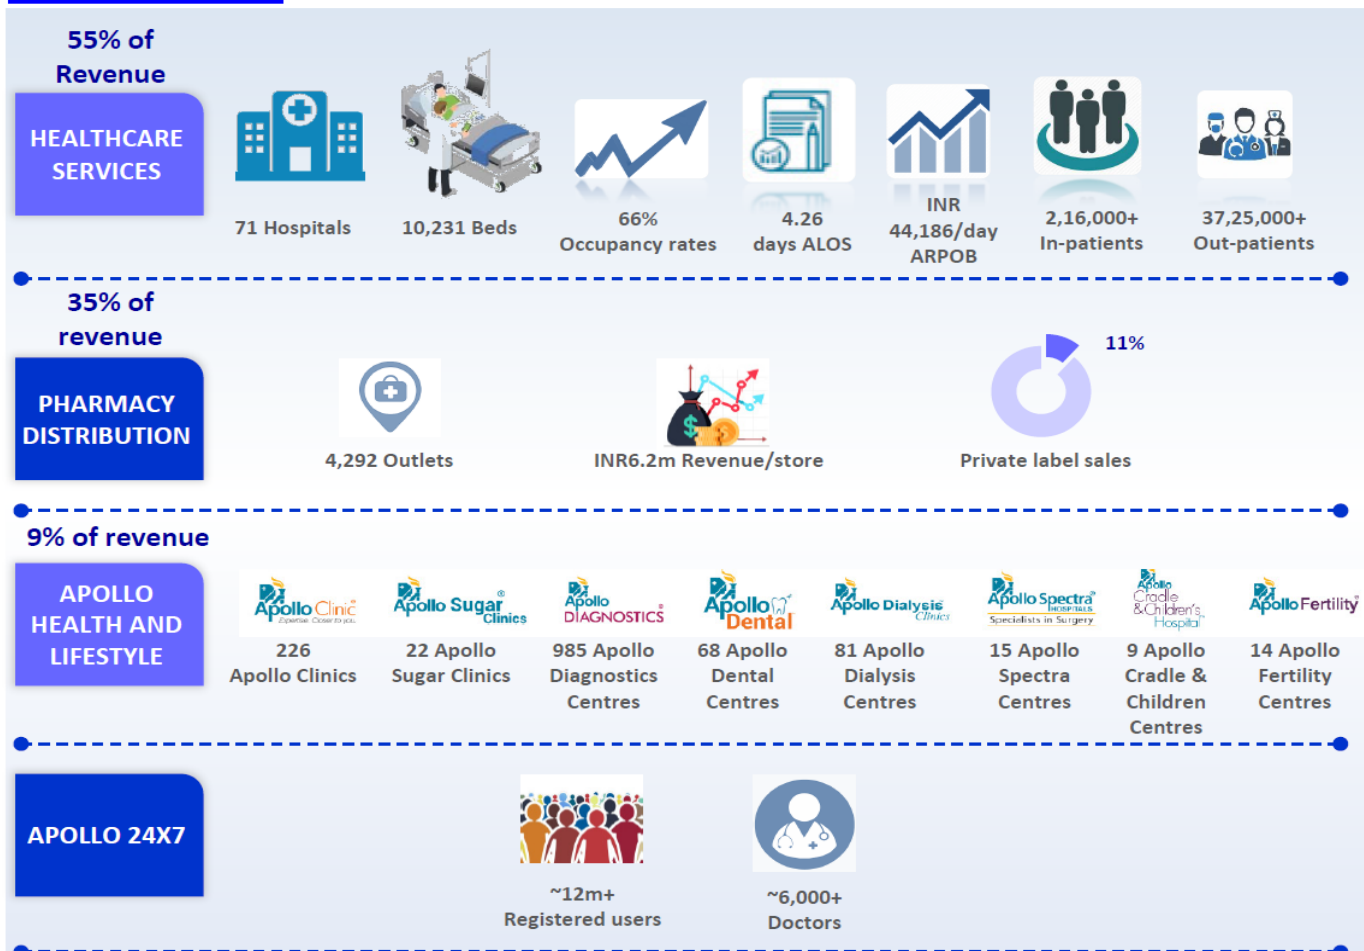 55% of
Revenue
HEALTHCARE
SERVICES
71 Hospitals
10,231 Beds
66%
Occupancy rates
4.26
days ALOS
INR
44,186/day
ARPOB
2,16,000+
In-patients
37,25,000+
Out-patients
35% of
revenue
PHARMACY
DISTRIBUTION
4,292 Outlets
$
INR6.2m Revenue/store
11%
Private label sales
9% of revenue
APOLLO
HEALTH AND
LIFESTYLE
Apollo Clinic
Expertise. Closer to you.
226
Apollo Clinics
Apollo Sugar
Clinics
22 Apollo
Sugar Clinics
Apollo
DIAGNOSTICS
985 Apollo
Diagnostics
Centres
Apollo
Dental
68 Apollo
Dental
Centres
Apollo Dialysis
Clinics
81 Apollo
Dialysis
Centres
Apollo Spectra
HOSPITALS
Specialists in Surgery
15 Apollo
Spectra
Centres
Apollo
Cradle
&Children's
Hospital
9 Apollo
Cradle &
Children
Centres
Apollo Fertility
14 Apollo
Fertility
Centres
APOLLO 24X7
~12m+
Registered users
~6,000+
Doctors